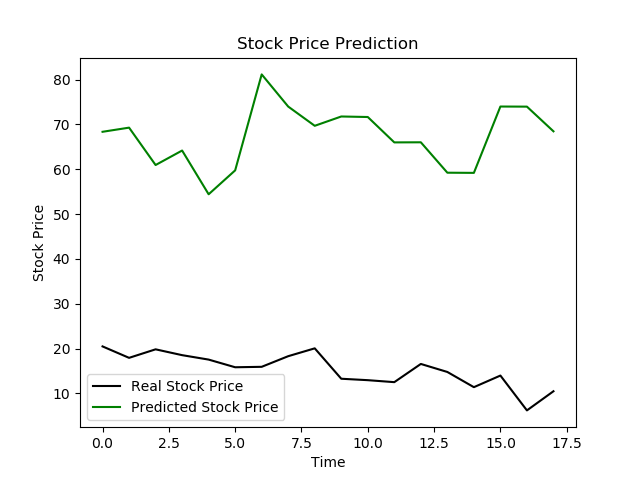 Stock Price Prediction
80
70
60
50
40
30
20
10
Stock Price
Real Stock Price
Predicted Stock Price
0.0 2.5 5.0 7.5 10.0 12.5 15.0 17.5
Time